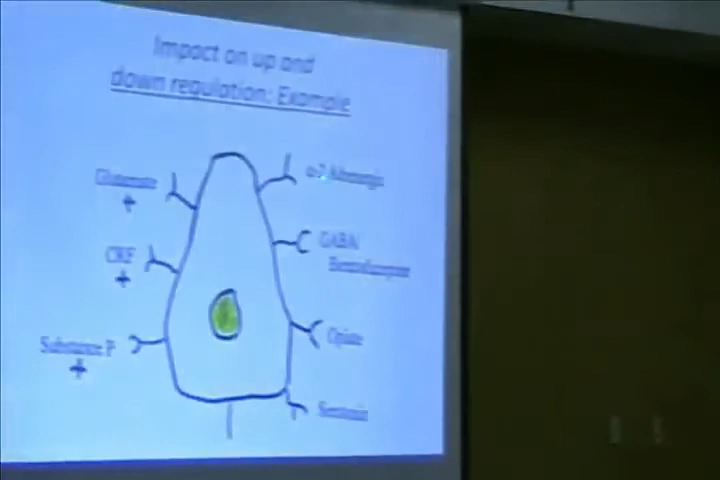 Impact on up and
down regulation: Example
Glutamate
+
CRF
+
Substance P
+
α-2 Adrenergic
GABA/
Benzodiazepine
Opiate
Serotonin